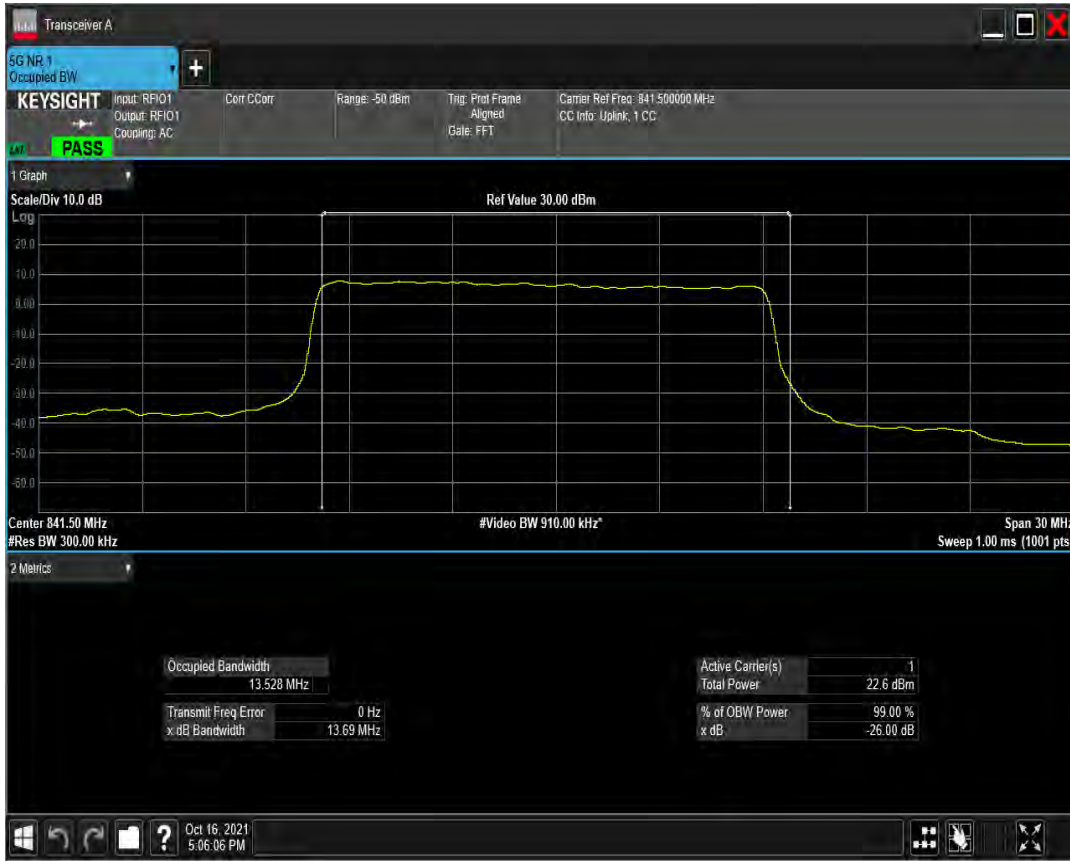 Transceiver A
5G NR 1
Occupied BW
+
KEYSIGHT
Input: RFIO1
Output: RFIO1
Coupling: AC
Corr CCorr
Range: -50 dBm
Trig: Prot Frame
Aligned
Gate: FFT
Carrier Ref Freq: 841.500000 MHz
CC Info: Uplink, 1 CC
PASS
1 Graph
Scale/Div 10.0 dB
Ref Value 30.00 dBm
Log
20.0
10.0
0.00
-10.0
-20.0
-30.0
-40.0
-50.0
-60.0
Center 841.50 MHz
#Video BW 910.00 kHz*
Span 30 MHz
#Res BW 300.00 kHz
Sweep 1.00 ms (1001 pts
2 Metrics
Occupied Bandwidth
13.528 MHz
Transmit Freq Error 0 Hz
x dB Bandwidth 13.69 MHz
Active Carrier(s) 1
Total Power 22.6 dBm
% of OBW Power 99.00 %
x dB -26.00 dB
?
Oct 16, 2021
5:06:06 PM